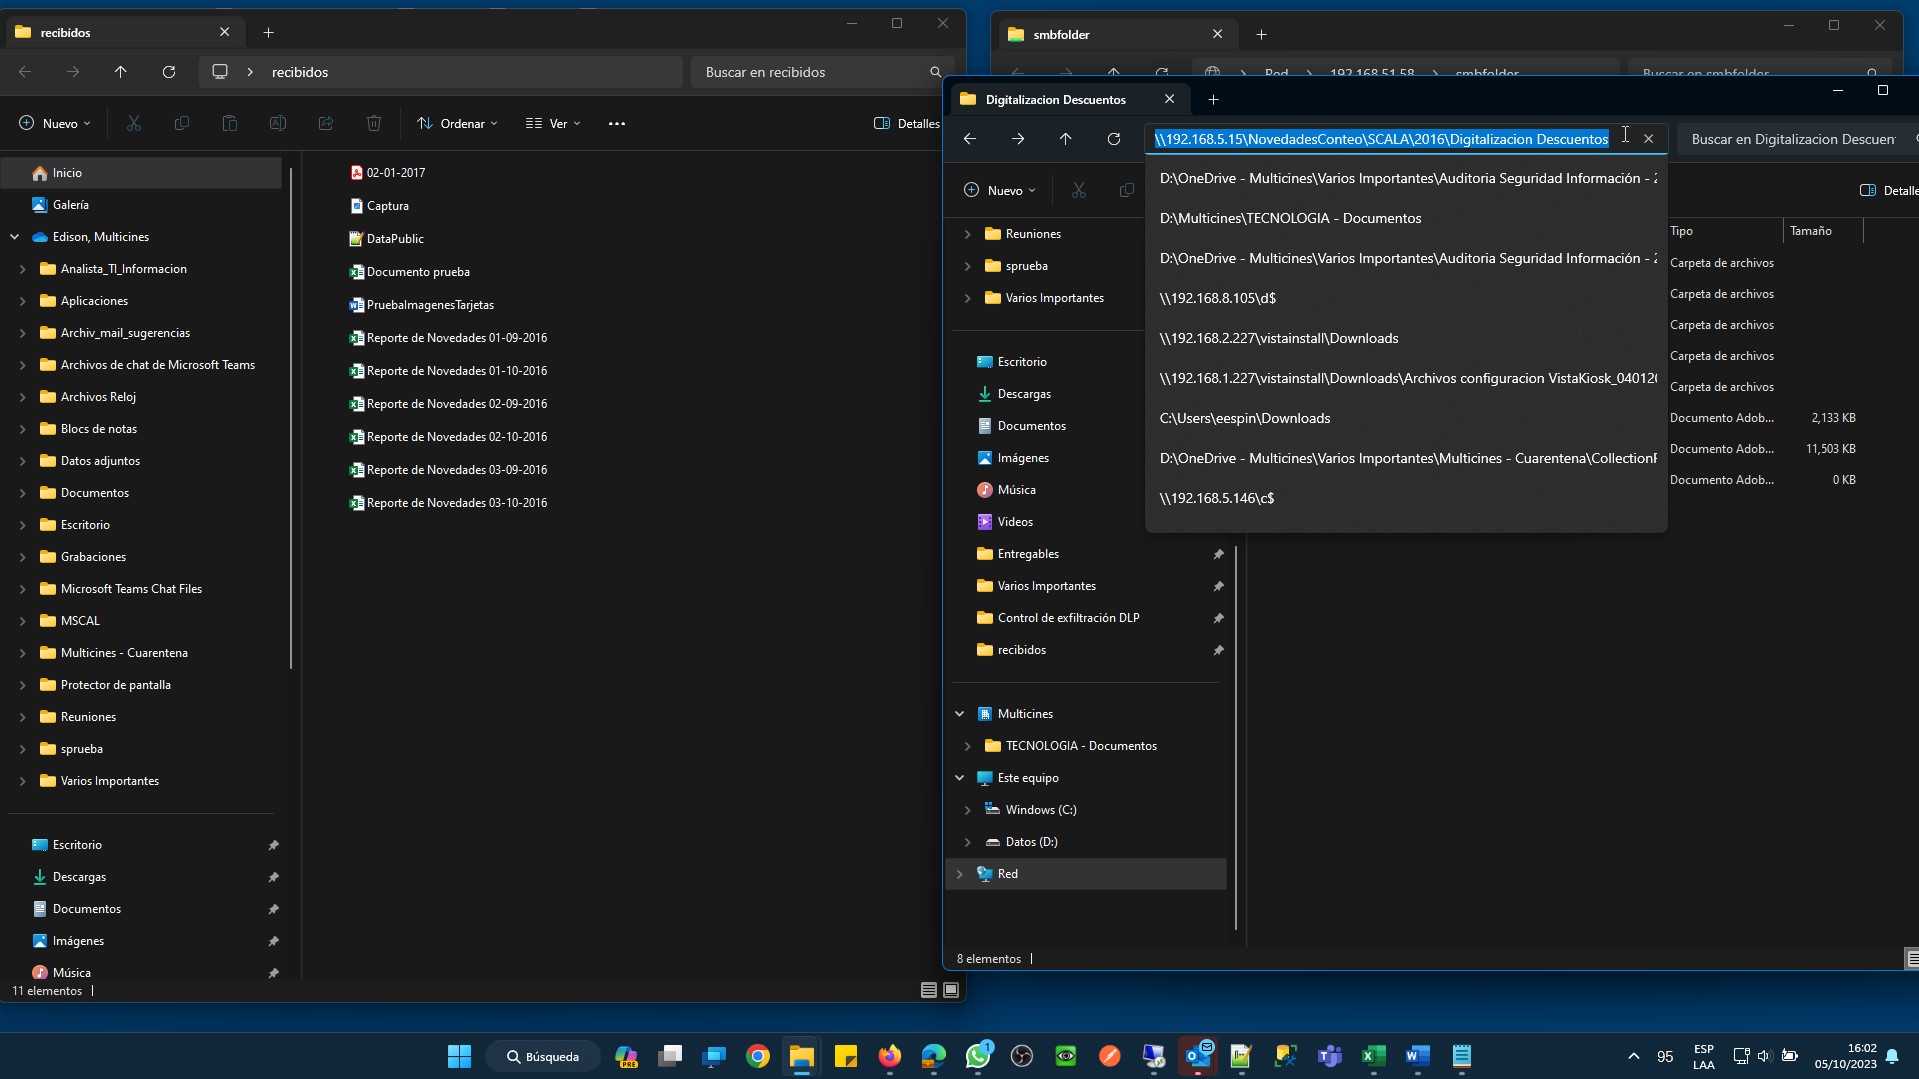 recibidos
recibidos
Buscar en recibidos
Nuevo
Ordenar
Ver
Detalles
Inicio
Galería
Edison, Multicines
Analista_TI_Informacion
Aplicaciones
Archiv_mail_sugerencias
Archivos de chat de Microsoft Teams
Archivos Reloj
Blocs de notas
Datos adjuntos
Documentos
Escritorio
Grabaciones
Microsoft Teams Chat Files
MSCAL
Multicines - Cuarentena
Protector de pantalla
Reuniones
sprueba
Varios Importantes
Escritorio
Descargas
Documentos
Imágenes
Música
11 elementos
02-01-2017
Captura
DataPublic
Documento prueba
PruebaImagenesTarjetas
Reporte de Novedades 01-09-2016
Reporte de Novedades 01-10-2016
Reporte de Novedades 02-09-2016
Reporte de Novedades 02-10-2016
Reporte de Novedades 03-09-2016
Reporte de Novedades 03-10-2016
smbfolder
Red
192.168.51.58
smbfolder
Buscar en smbfolder
Digitalizacion Descuentos
\\192.168.5.15\NovedadesConteo\SCALA\2016\Digitalizacion Descuentos
Buscar en Digitalizacion Descuen
Nuevo
Detalle
D:\OneDrive - Multicines\Varios Importantes\Auditoria Seguridad Información - 2
D:\Multicines\TECNOLOGIA - Documentos
D:\OneDrive - Multicines\Varios Importantes\Auditoria Seguridad Información - 2
\\192.168.8.105\d$
\\192.168.2.227\vistainstall\Downloads
\\192.168.1.227\vistainstall\Downloads\Archivos configuracion VistaKiosk_040120
C:\Users\eespin\Downloads
D:\OneDrive - Multicines\Varios Importantes\Multicines - Cuarentena\CollectionF
\\192.168.5.146\c$
Tipo
Tamaño
Carpeta de archivos
Carpeta de archivos
Carpeta de archivos
Carpeta de archivos
Carpeta de archivos
Documento Adob...
2,133 KB
Documento Adob...
11,503 KB
Documento Adob...
0 KB
Reuniones
sprueba
Varios Importantes
Escritorio
Descargas
Documentos
Imágenes
Música
Videos
Entregables
Varios Importantes
Control de exfiltración DLP
recibidos
Multicines
TECNOLOGIA - Documentos
Este equipo
Windows (C:)
Datos (D:)
Red
8 elementos
Búsqueda
PRE
1
95
ESP
LAA
16:02
05/10/2023